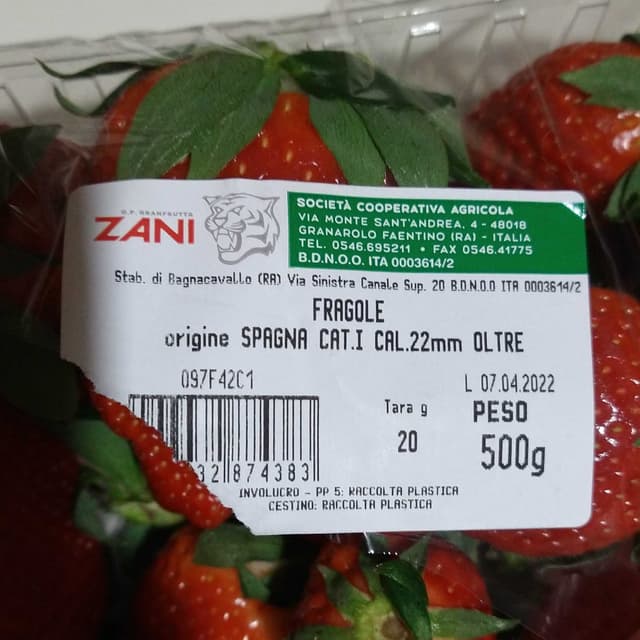 O.P. GRANFRUTTA
ZANI
SOCIETÀ COOPERATIVA AGRICOLA
VIA MONTE SANT'ANDREA, 4 - 48018
GRANAROLO FAENTINO (RA) - ITALIA
TEL. 0546.695211 • FAX 0546.41775
B.D.N.O.O. ITA 0003614/2
Stab. di Bagnacavallo (RA) Via Sinistra Canale Sup. 20 B.D.N.O.O ITA 0003614/2
FRAGOLE
origine SPAGNA CAT.I CAL.22mm OLTRE
097F42C1
L 07.04.2022
Tara g
PESO
20
500g
32 874383
INVOLUCRO - PP 5: RACCOLTA PLASTICA
CESTINO: RACCOLTA PLASTICA